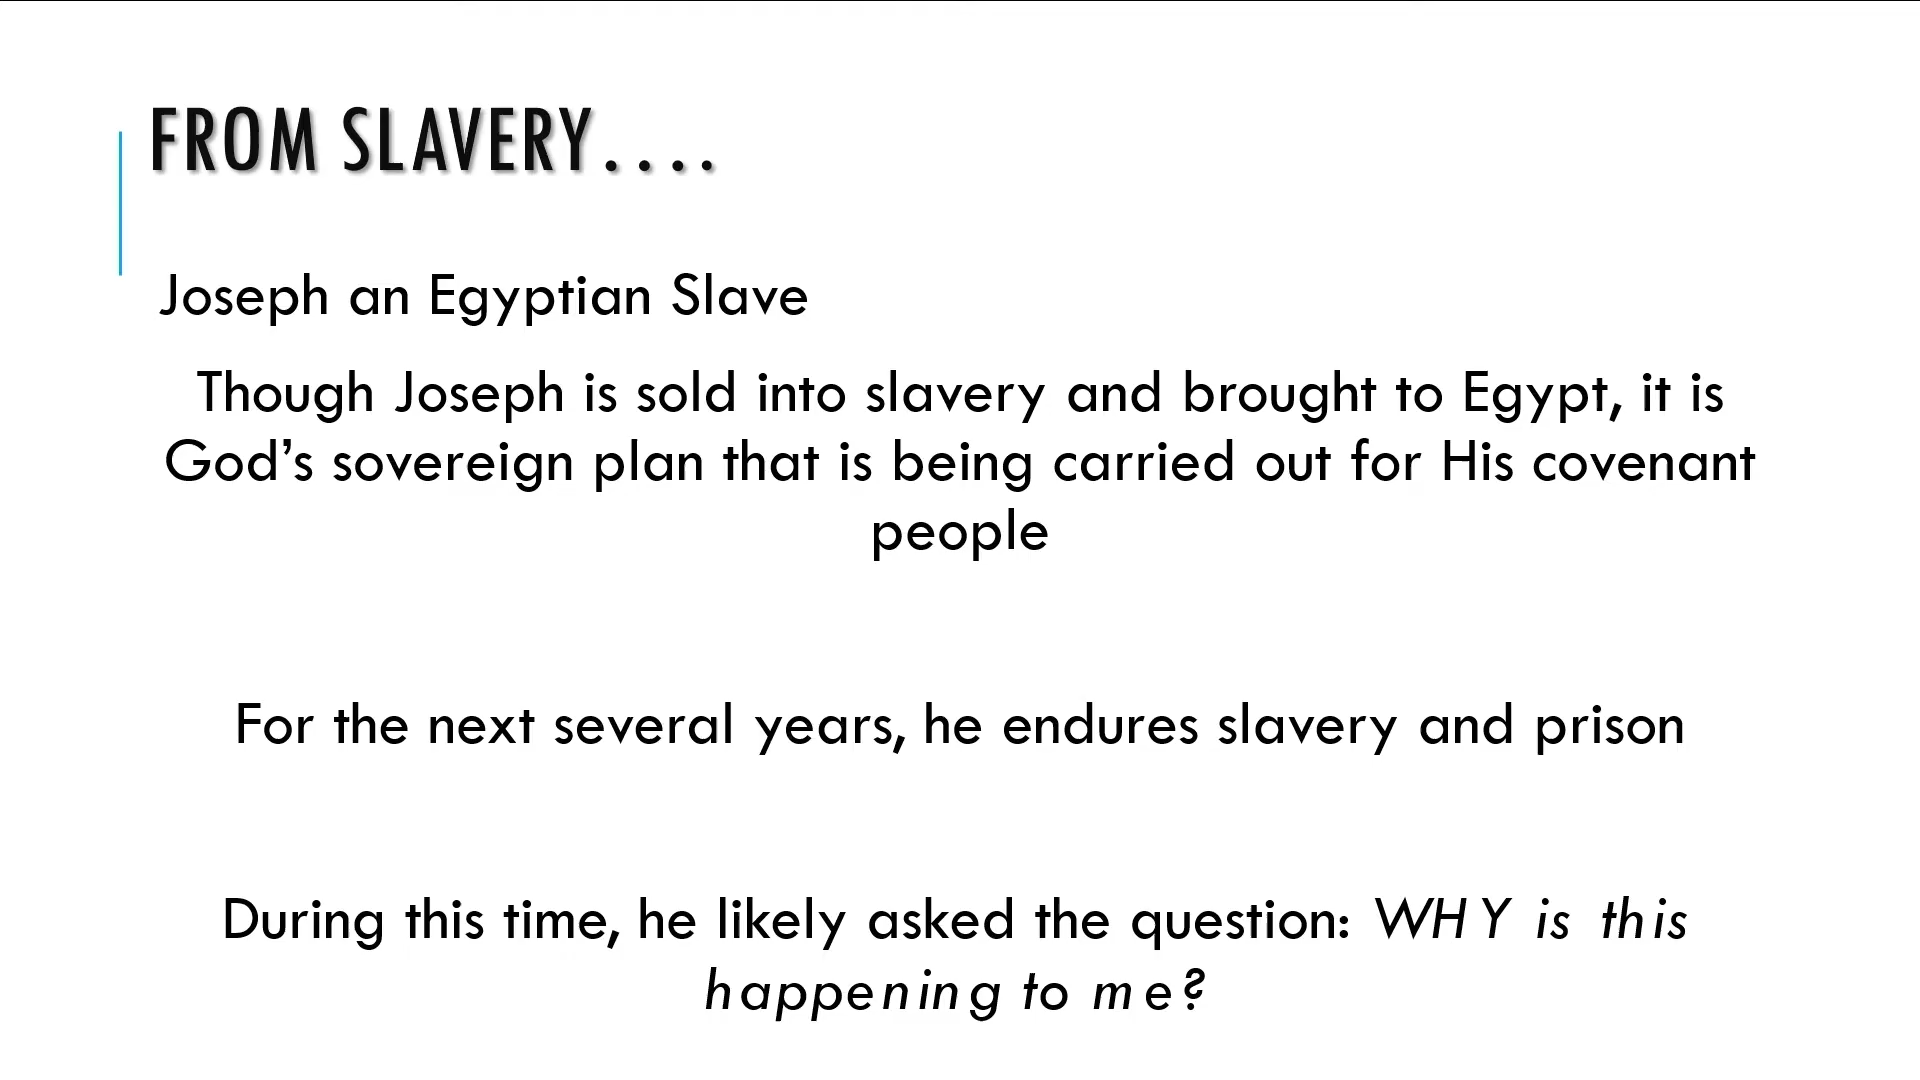 FROM SLAVERY....
Joseph an Egyptian Slave
Though Joseph is sold into slavery and brought to Egypt, it is
God’s sovereign plan that is being carried out for His covenant
people
For the next several years, he endures slavery and prison
During this time, he likely asked the question: WHY is this
happening to me?